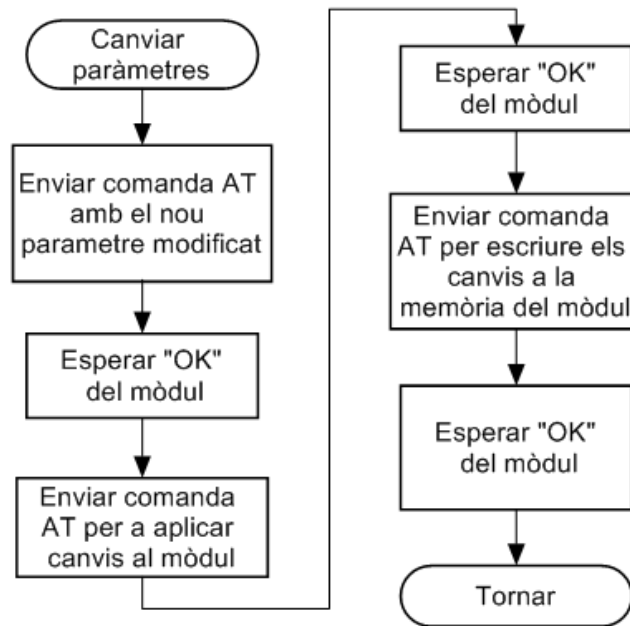 Canviar
paràmetres
Enviar comanda AT
amb el nou
parametre modificat
Esperar "OK"
del mòdul
Enviar comanda
AT per a aplicar
canvis al mòdul
Esperar "OK"
del mòdul
Enviar comanda
AT per escriure els
canvis a la
memòria del mòdul
Esperar "OK"
del mòdul
Tornar